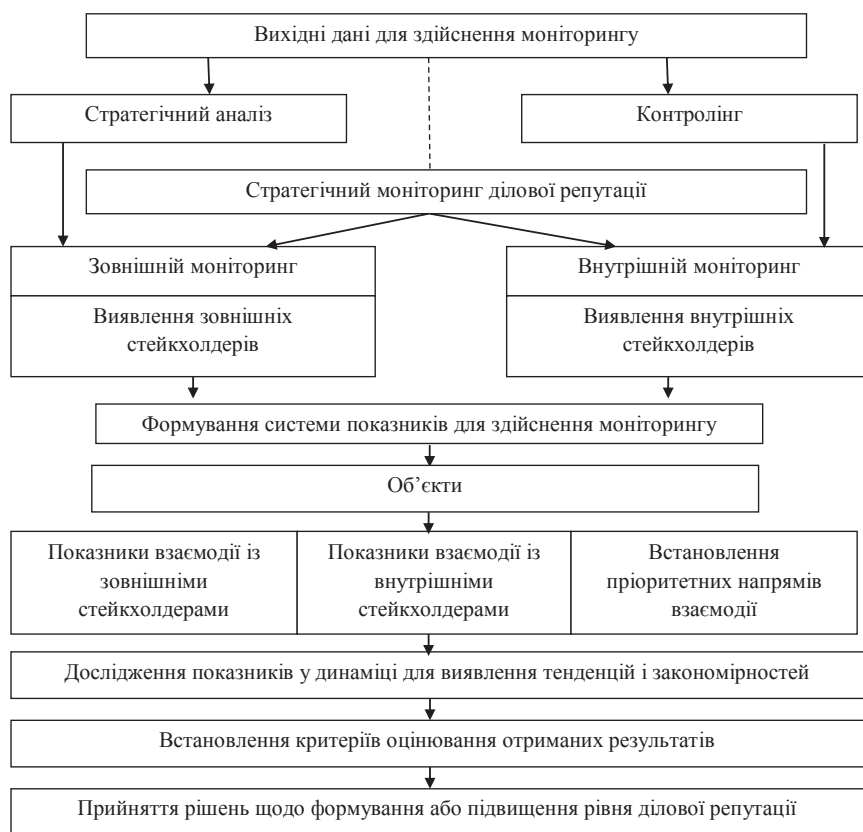 Вихідні дані для здійснення моніторингу
Стратегічний аналіз
Контролінг
Стратегічний моніторинг ділової репутації
Зовнішній моніторинг
Внутрішній моніторинг
Виявлення зовнішніх
стейкхолдерів
Виявлення внутрішніх
стейкхолдерів
Формування системи показників для здійснення моніторингу
Об’єкти
Показники взаємодії із
зовнішніми
стейкхолдерами
Показники взаємодії із
внутрішніми
стейкхолдерами
Встановлення
пріоритетних напрямів
взаємодії
Дослідження показників у динаміці для виявлення тенденцій і закономірностей
Встановлення критеріїв оцінювання отриманих результатів
Прийняття рішень щодо формування або підвищення рівня ділової репутації